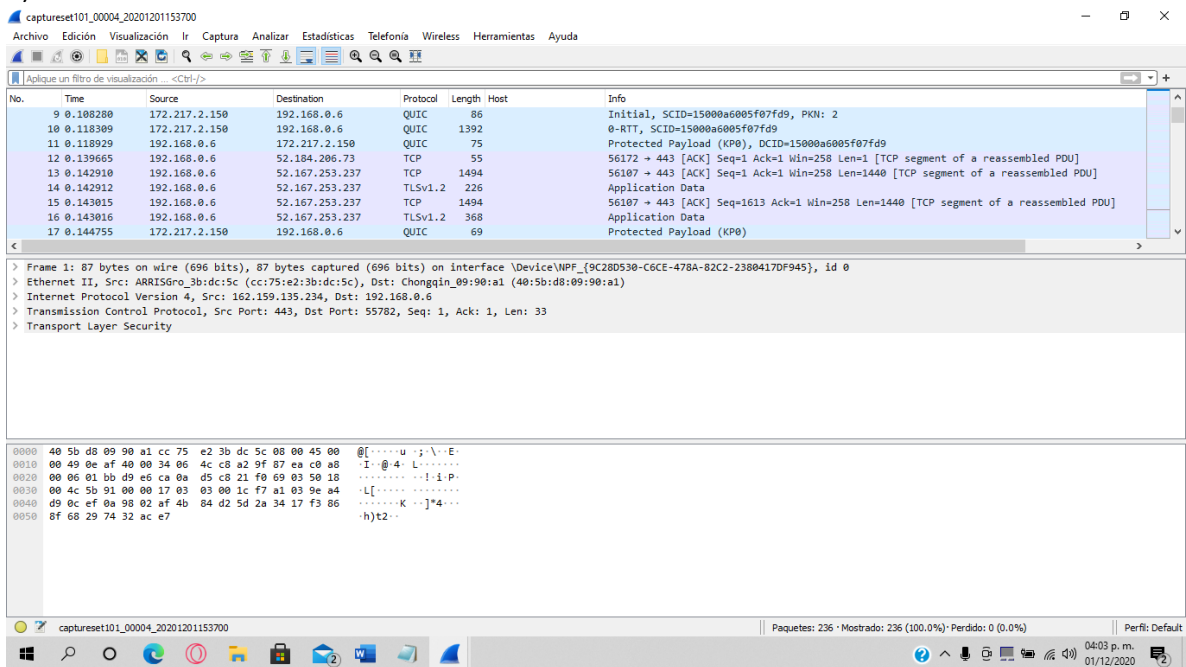 captureset101_00004_20201201153700
Archivo Edición Visualización Ir Captura Analizar Estadísticas Telefonía Wireless Herramientas Ayuda
Aplique un filtro de visualización ... <Ctrl-/>
No. Time Source Destination Protocol Length Host Info
9 0.108280 172.217.2.150 192.168.0.6 QUIC 86 Initial, SCID=15000a6005f07fd9, PKN: 2
10 0.118309 172.217.2.150 192.168.0.6 QUIC 1392 0-RTT, SCID=15000a6005f07fd9
11 0.118929 192.168.0.6 172.217.2.150 QUIC 75 Protected Payload (KP0), DCID=15000a6005f07fd9
12 0.139665 192.168.0.6 52.184.206.73 TCP 55 56172 → 443 [ACK] Seq=1 Ack=1 Win=258 Len=1 [TCP segment of a reassembled PDU]
13 0.142910 192.168.0.6 52.167.253.237 TCP 1494 56107 → 443 [ACK] Seq=1 Ack=1 Win=258 Len=1440 [TCP segment of a reassembled PDU]
14 0.142912 192.168.0.6 52.167.253.237 TLSv1.2 226 Application Data
15 0.143015 192.168.0.6 52.167.253.237 TCP 1494 56107 → 443 [ACK] Seq=1613 Ack=1 Win=258 Len=1440 [TCP segment of a reassembled PDU]
16 0.143016 192.168.0.6 52.167.253.237 TLSv1.2 368 Application Data
17 0.144755 172.217.2.150 192.168.0.6 QUIC 69 Protected Payload (KP0)
> Frame 1: 87 bytes on wire (696 bits), 87 bytes captured (696 bits) on interface \Device\NPF_{9C28D530-C6CE-478A-82C2-2380417DF945}, id 0
> Ethernet II, Src: ARRISGro_3b:dc:5c (cc:75:e2:3b:dc:5c), Dst: Chongqin_09:90:a1 (40:5b:d8:09:90:a1)
> Internet Protocol Version 4, Src: 162.159.135.234, Dst: 192.168.0.6
> Transmission Control Protocol, Src Port: 443, Dst Port: 55782, Seq: 1, Ack: 1, Len: 33
> Transport Layer Security
0000 40 5b d8 09 90 a1 cc 75 e2 3b dc 5c 08 00 45 00 @[·····u ·;·\··E·
0010 00 49 0e af 40 00 34 06 4c c8 a2 9f 87 ea c0 a8 ·I··@·4· L·······
0020 00 06 01 bb d9 e6 ca 0a d5 c8 21 f0 69 03 50 18 ········ ··!·i·P·
0030 00 4c 5b 91 00 00 17 03 03 00 1c f7 a1 03 9e a4 ·L[····· ········
0040 d9 0c ef 0a 98 02 af 4b 84 d2 5d 2a 34 17 f3 86 ·······K ··]*4···
0050 8f 68 29 74 32 ac e7 ·h)t2··
captureset101_00004_20201201153700 Paquetes: 236 · Mostrado: 236 (100.0%) · Perdido: 0 (0.0%) Perfil: Default
04:03 p. m.
01/12/2020